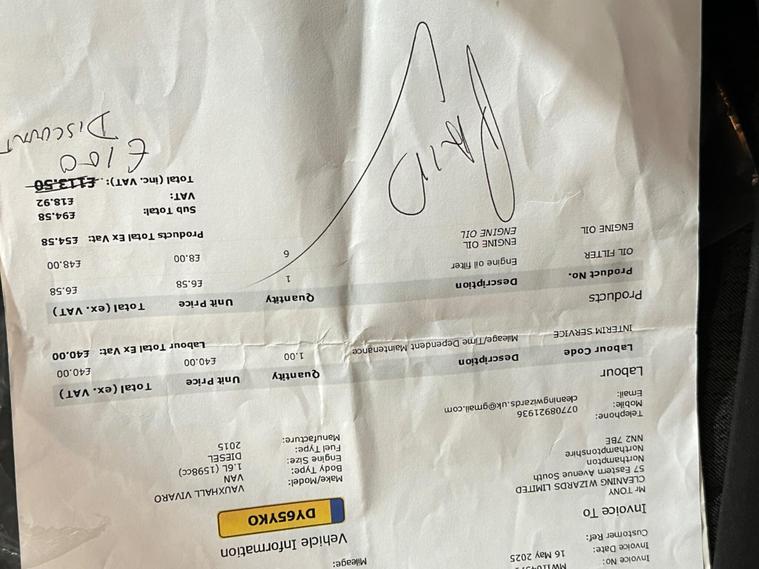 Invoice No:
Invoice Date: 16 May 2025
Customer Ref:
Mileage:
Invoice To
Vehicle Information
DY65YKO
Mr TONY
CLEANING WIZARDS LIMITED
57 Eastern Avenue South
Northampton
Northamptonshire
NN2 7BE
Make/Model: VAUXHALL VIVARO
Body Type: VAN
Engine Size: 1.6L (1598cc)
Fuel Type: DIESEL
Manufacture: 2015
Telephone:
Mobile: 07708921936
Email: cleaningwizards.uk@gmail.com
Labour
Labour Code Description Quantity Unit Price Total (ex. VAT)
INTERIM SERVICE Mileage/Time Dependent Maintenance 1.00 £40.00 £40.00
Labour Total Ex Vat: £40.00
Products
Product No. Description Quantity Unit Price Total (ex. VAT)
OIL FILTER Engine oil filter 1 £6.58 £6.58
ENGINE OIL ENGINE OIL 6 £8.00 £48.00
ENGINE OIL
Products Total Ex Vat: £54.58
Sub Total: £94.58
VAT: £18.92
Total (inc. VAT): £113.50
£100
DISCOUNT
PAID